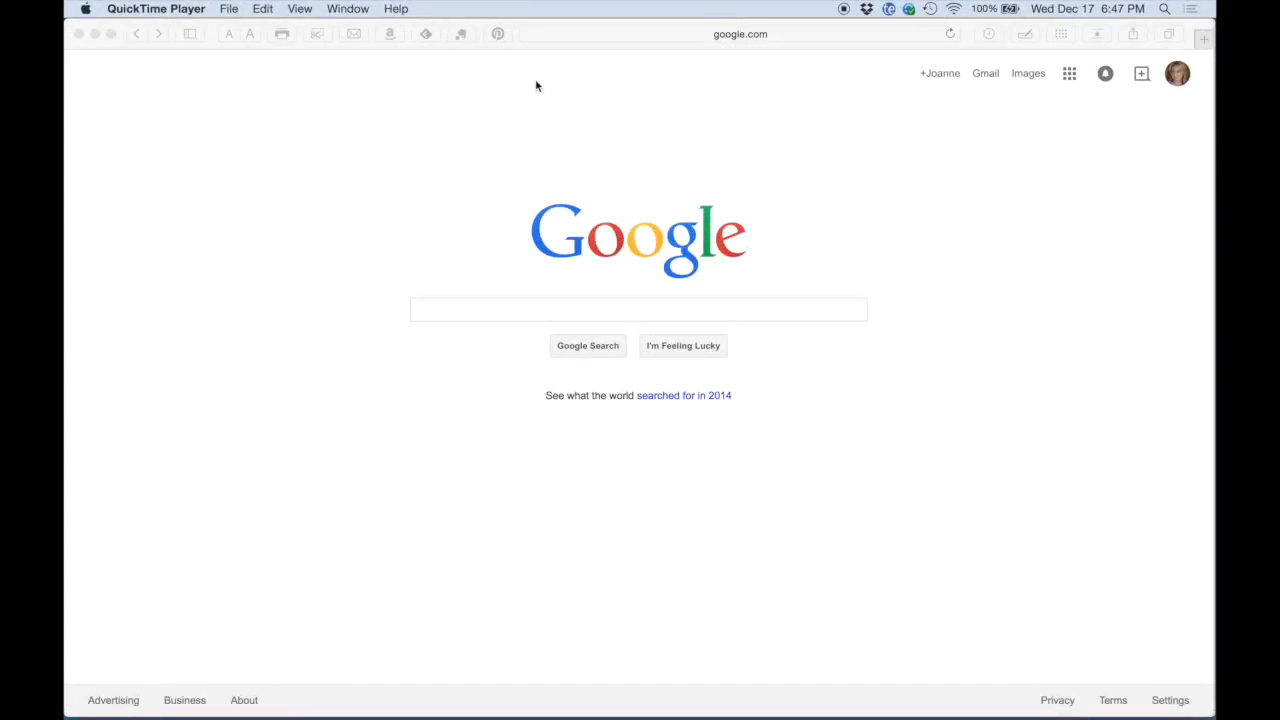 QuickTime Player File Edit View Window Help 100% Wed Dec 17 6:47 PM
A A google.com
+Joanne Gmail Images
Google
Google Search I'm Feeling Lucky
See what the world searched for in 2014
Advertising Business About Privacy Terms Settings